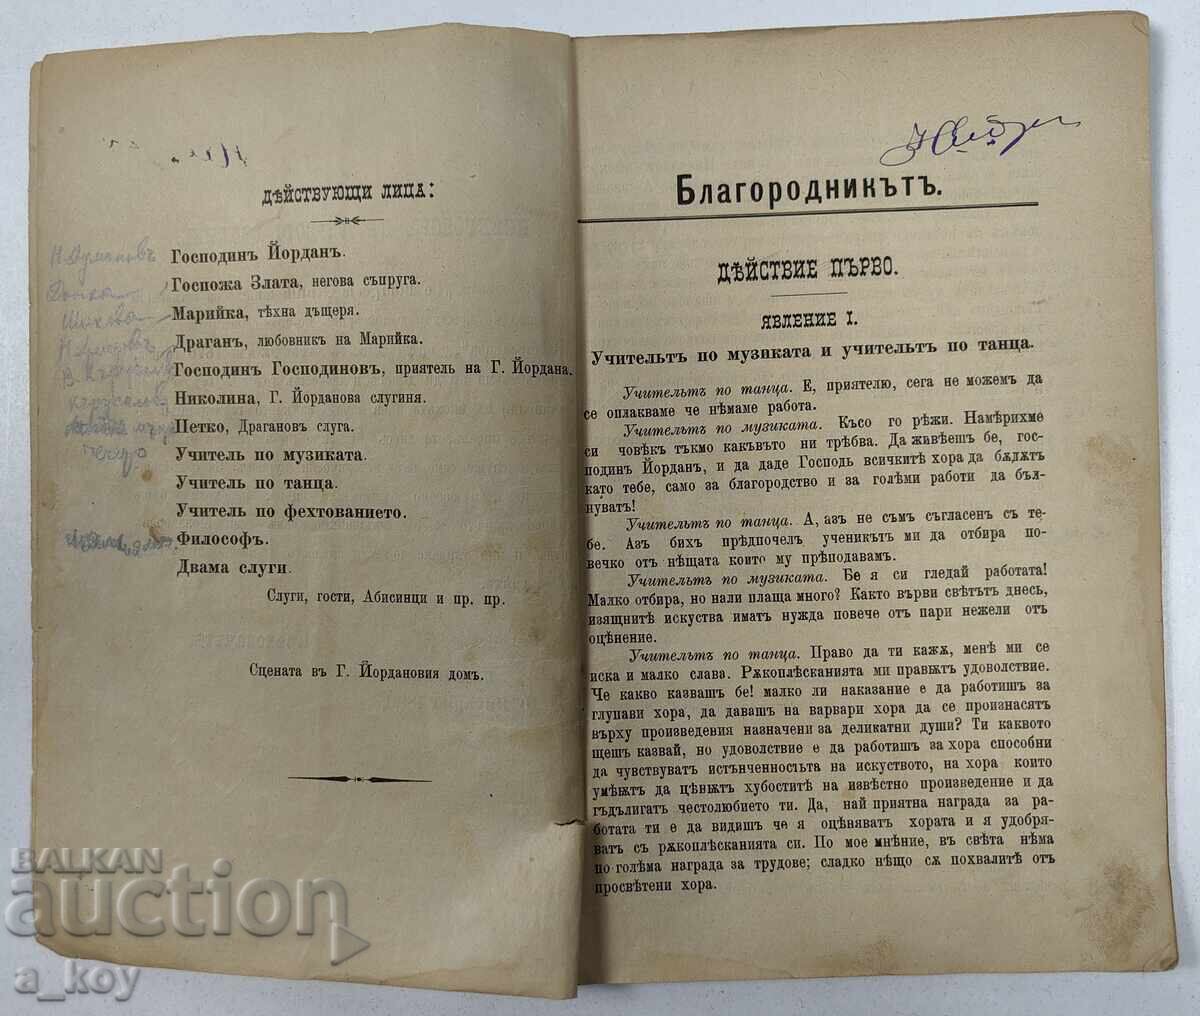 ДѢЙСТВУЮЩИ ЛИЦА:
Господинъ Йорданъ.
Госпожа Злата, негова съпруга.
Марийка, тѣхна дъщеря.
Драганъ, любовникъ на Марийка.
Господинъ Господиновъ, приятель на Г. Йордана.
Николина, Г. Йорданова слугиня.
Петко, Драгановъ слуга.
Учитель по музиката.
Учитель по танца.
Учитель по фехтованието.
Философъ.
Двама слуги.
Слуги, гости, Абисинци и пр. пр.
Сцената въ Г. Йордановия домъ.
Благородникътъ.
ДѢЙСТВИЕ ПЪРВО.
ЯВЛЕНИЕ I.
Учительтъ по музиката и учительтъ по танца.
Учительтъ по танца. Е, приятелю, сега не можемъ да
се оплакваме че нѣмаме работа.
Учительтъ по музиката. Късо го рѣжи. Намѣрихме
си човѣкъ тъкмо какъвъто ни трѣбва. Да живѣешъ бе, гос-
подинъ Йорданъ, и да даде Господь всичкитѣ хора да бѫдѫтъ
като тебе, само за благородство и за голѣми работи да бъл-
нуватъ!
Учительтъ по танца. А, азъ не съмъ съгласенъ съ те-
бе. Азъ бихъ прѣдпочелъ ученикътъ ми да отбира по-
вечко отъ нѣщата които му прѣподавамъ.
Учительтъ по музиката. Бе я си гледай работата!
Малко отбира, но нали плаща много? Както върви свѣтътъ днесь,
изящнитѣ искуства иматъ нужда повече отъ пари нежели отъ
оцѣнение.
Учительтъ по танца. Право да ти кажѫ, менѣ ми се
иска и малко слава. Рѫкоплѣсканията ми правѭтъ удоволствие.
Че какво казвашъ бе! малко ли наказание е да работишъ за
глупави хора, да давашъ на варвари хора да се произнасятъ
върху произведения назначени за деликатни души? Ти каквото
щешъ казвай, но удоволствие е да работишъ за хора способни
да чувствуватъ истънченностьта на искуството, на хора които
умѣѭтъ да цѣнѭтъ хубоститѣ на извѣстно произведение и да
гъдѣлигатъ честолюбието ти. Да, най приятна награда за ра-
ботата ти е да видишъ че я оцѣняватъ хората и я удобря-
ватъ съ рѫкоплѣсканията си. По мое мнѣние, въ свѣта нѣма
по-голѣма награда за трудове; сладко нѣщо сѫ похвалитѣ отъ
просвѣтени хора.
BALKAN
auction
a_koy